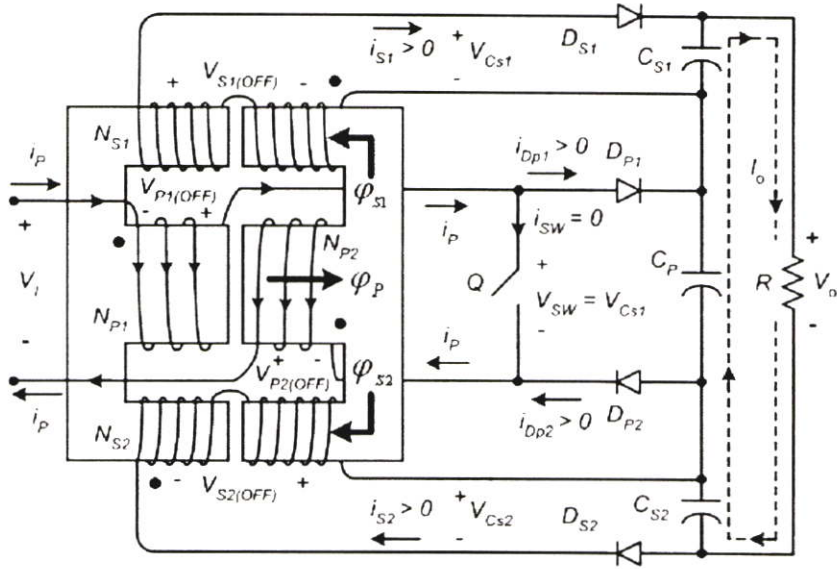 D_S1
i_S1 > 0
+ V_Cs1 -
C_S1
+ V_S1(OFF) -
N_S1
i_P
V_P1(OFF)
- +
φ_S1
i_Dp1 > 0
D_P1
I_o
i_P
i_SW = 0
+
V_I
-
N_P2
φ_P
Q
+
V_SW = V_Cs1
-
C_P
R
+
V_o
-
N_P1
i_P
+ -
V_P2(OFF)
φ_S2
i_P
i_Dp2 > 0
D_P2
N_S2
- V_S2(OFF) +
i_S2 > 0
+ V_Cs2 -
D_S2
C_S2